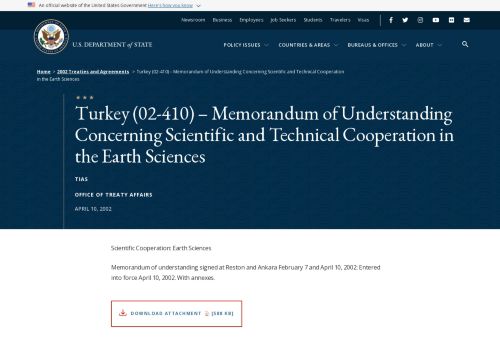 An official website of the United States Government Here's how you know
Newsroom Business Employees Job Seekers Students Travelers Visas
U.S. DEPARTMENT of STATE
POLICY ISSUES COUNTRIES & AREAS BUREAUS & OFFICES ABOUT
Home > 2002 Treaties and Agreements > Turkey (02-410) – Memorandum of Understanding Concerning Scientific and Technical Cooperation
in the Earth Sciences
Turkey (02-410) – Memorandum of Understanding
Concerning Scientific and Technical Cooperation in
the Earth Sciences
TIAS
OFFICE OF TREATY AFFAIRS
APRIL 10, 2002
Scientific Cooperation: Earth Sciences
Memorandum of understanding signed at Reston and Ankara February 7 and April 10, 2002; Entered
into force April 10, 2002. With annexes.
DOWNLOAD ATTACHMENT [588 KB]